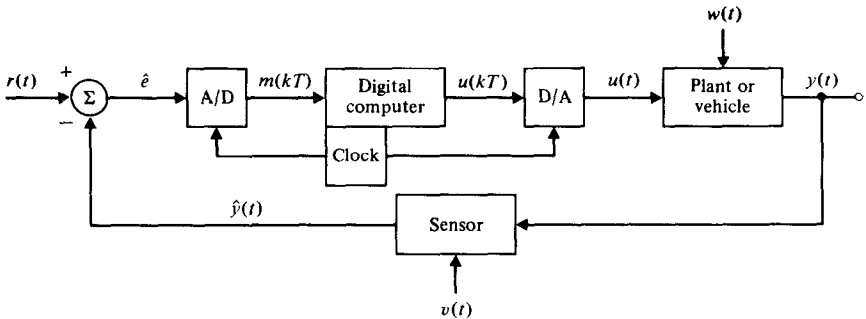 w(t)
r(t)
+
Σ
−
ê
A/D
m(kT)
Digital
computer
u(kT)
D/A
u(t)
Plant or
vehicle
y(t)
Clock
ŷ(t)
Sensor
v(t)